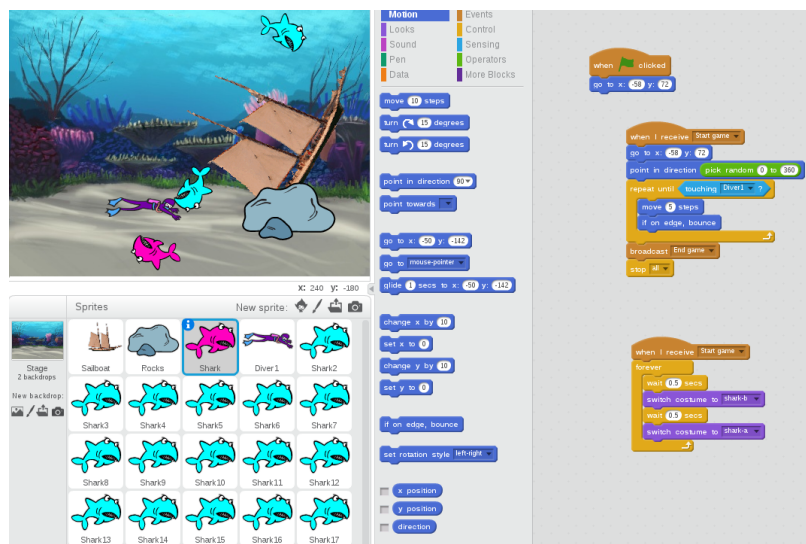 Motion
Events
Looks
Control
Sound
Sensing
Pen
Operators
Data
More Blocks
move 10 steps
turn 15 degrees
turn 15 degrees
point in direction 90
point towards
go to x: -50 y: -142
go to mouse-pointer
glide 1 secs to x: -50 y: -142
change x by 10
set x to 0
change y by 10
set y to 0
if on edge, bounce
set rotation style left-right
x position
y position
direction
when clicked
go to x: -58 y: 72
when I receive Start game
go to x: -58 y: 72
point in direction pick random 0 to 360
repeat until touching Diver1 ?
move 5 steps
if on edge, bounce
broadcast End game
stop all
when I receive Start game
forever
wait 0.5 secs
switch costume to shark-b
wait 0.5 secs
switch costume to shark-a
x: 240 y: -180
Sprites
New sprite:
Stage
2 backdrops
New backdrop:
i
Sailboat
Rocks
Shark
Diver1
Shark2
Shark3
Shark4
Shark5
Shark6
Shark7
Shark8
Shark9
Shark10
Shark11
Shark12
Shark13
Shark14
Shark15
Shark16
Shark17